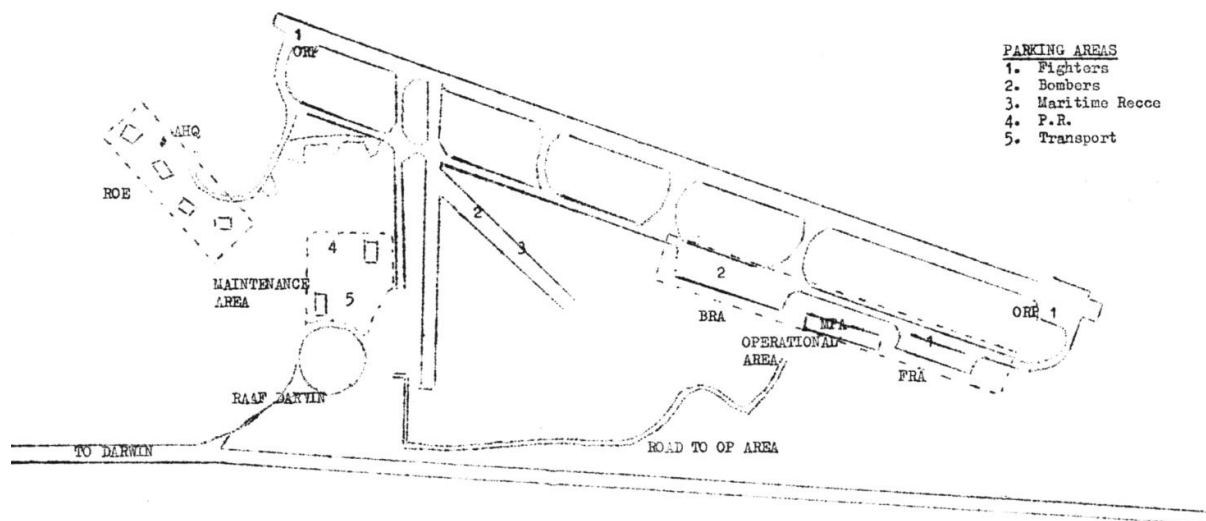 1
ORP
PARKING AREAS
1. Fighters
2. Bombers
3. Maritime Recce
4. P.R.
5. Transport
AHQ
ROE
2
3
4
MAINTENANCE
AREA
5
2
BRA
ORP 1
MPA
OPERATIONAL
AREA
1
FRA
RAAF DARWIN
TO DARWIN
ROAD TO OP AREA